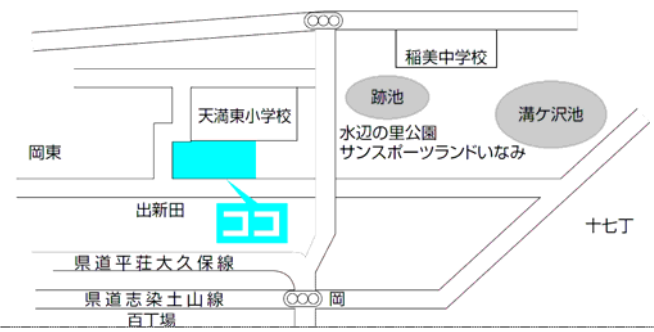 稲美中学校
跡池
天満東小学校
溝ケ沢池
水辺の里公園
サンスポーツランドいなみ
岡東
出新田
ココ
十七丁
県道平荘大久保線
県道志染土山線
岡
百丁場